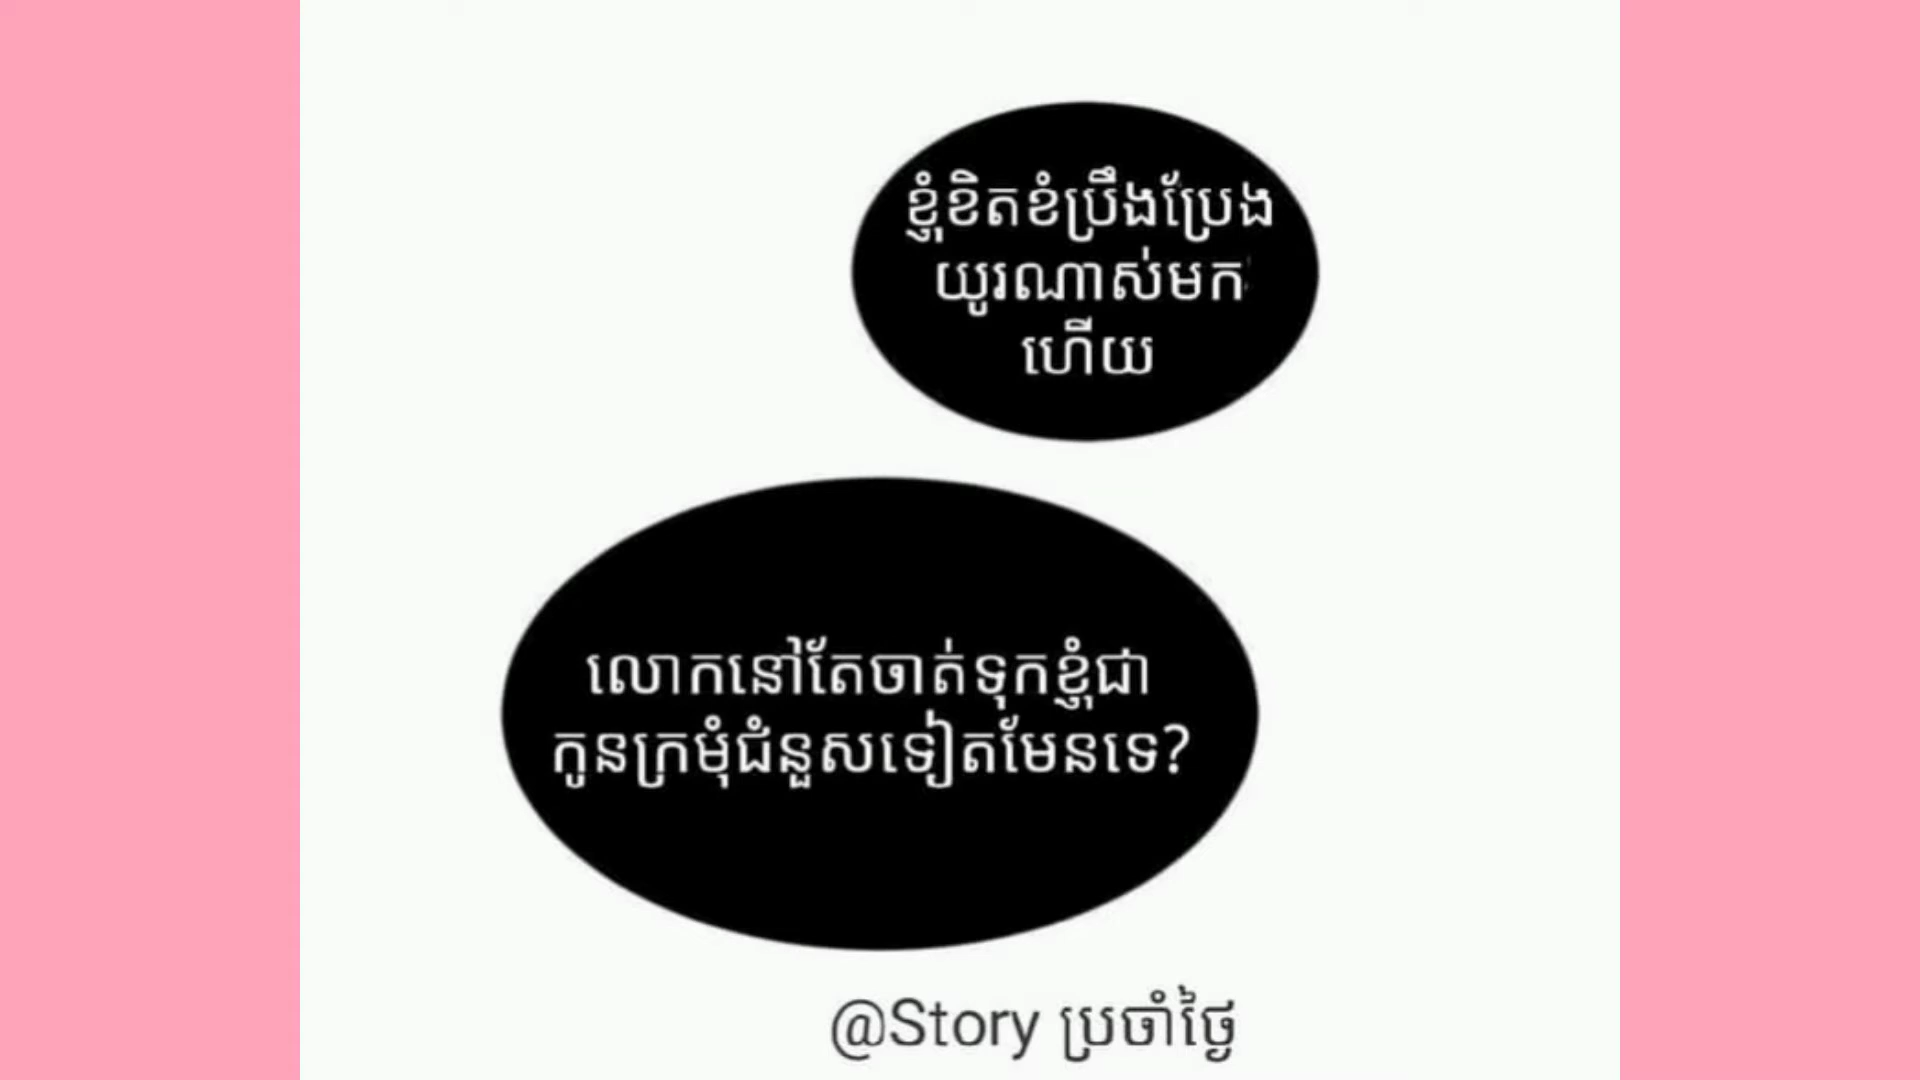 ខ្ញុំខិតខំប្រឹងប្រែង
យូរណាស់មក
ហើយ
លោកនៅតែចាត់ទុកខ្ញុំជា
កូនក្រមុំជំនួសទៀតមែនទេ?
@Story ប្រចាំថ្ងៃ